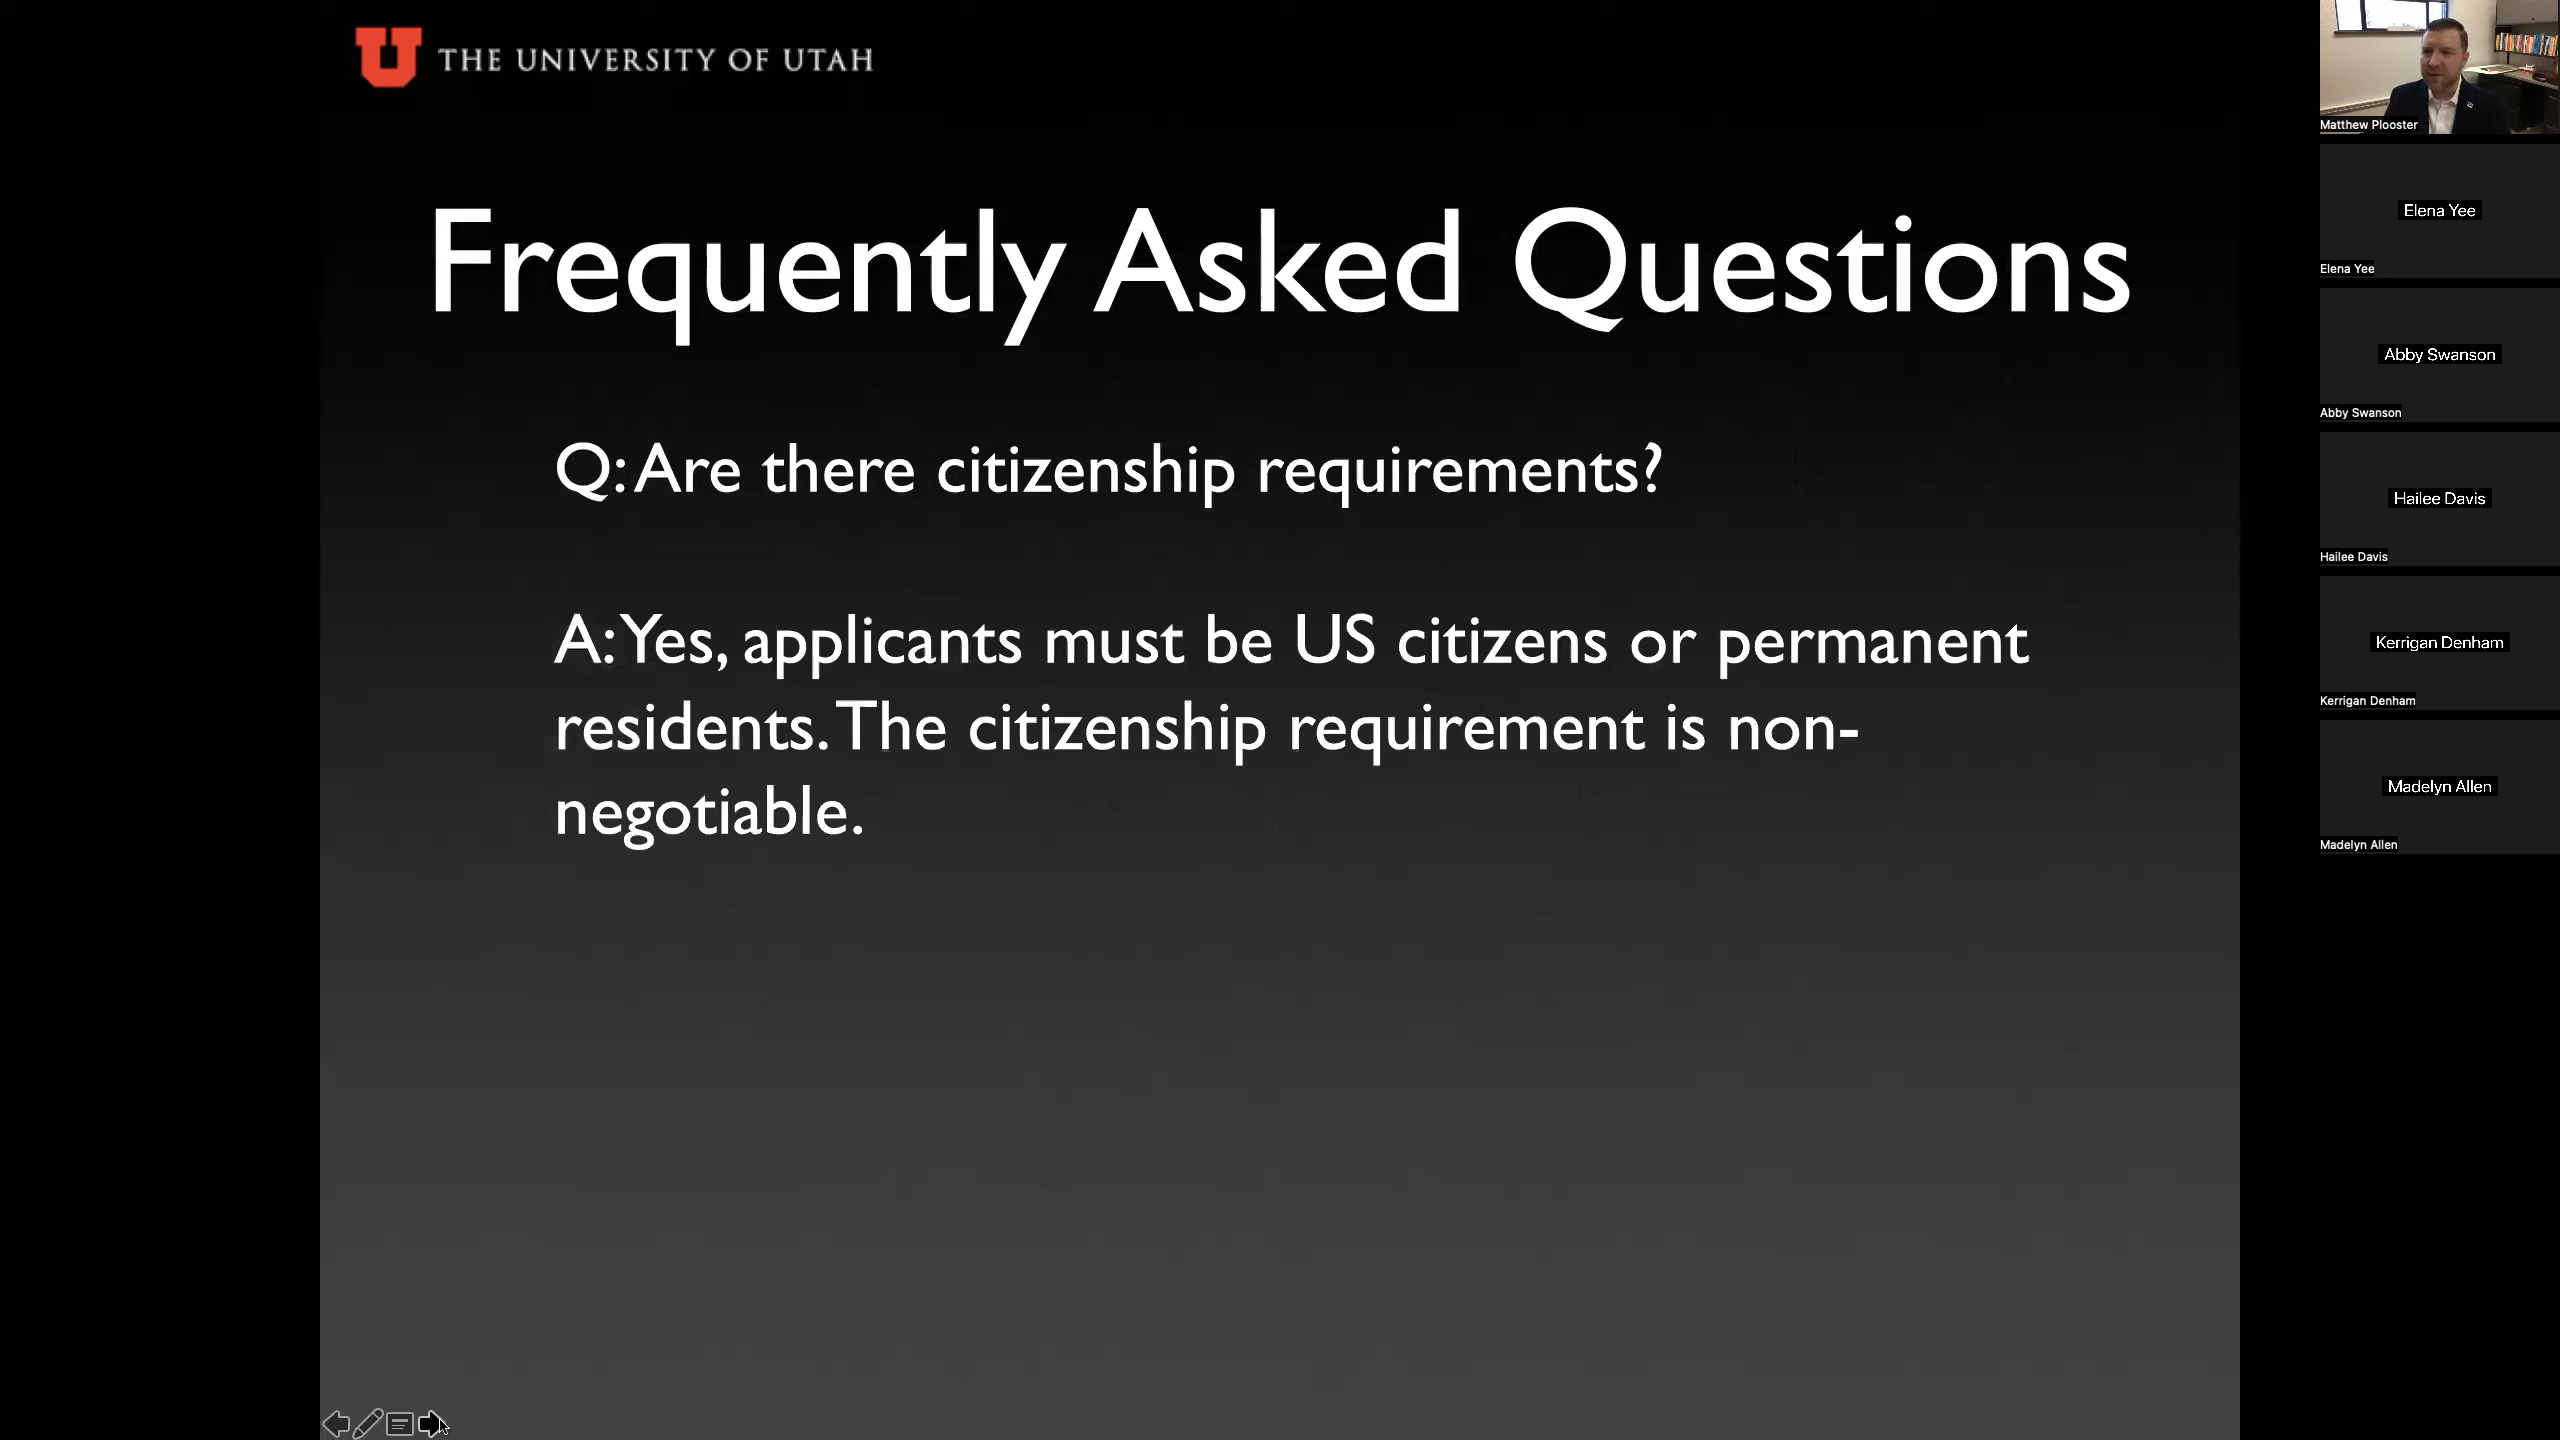 THE UNIVERSITY OF UTAH
Frequently Asked Questions
Q: Are there citizenship requirements?
A: Yes, applicants must be US citizens or permanent
residents. The citizenship requirement is non-
negotiable.
Matthew Plooster
Elena Yee
Elena Yee
Abby Swanson
Abby Swanson
Hailee Davis
Hailee Davis
Kerrigan Denham
Kerrigan Denham
Madelyn Allen
Madelyn Allen